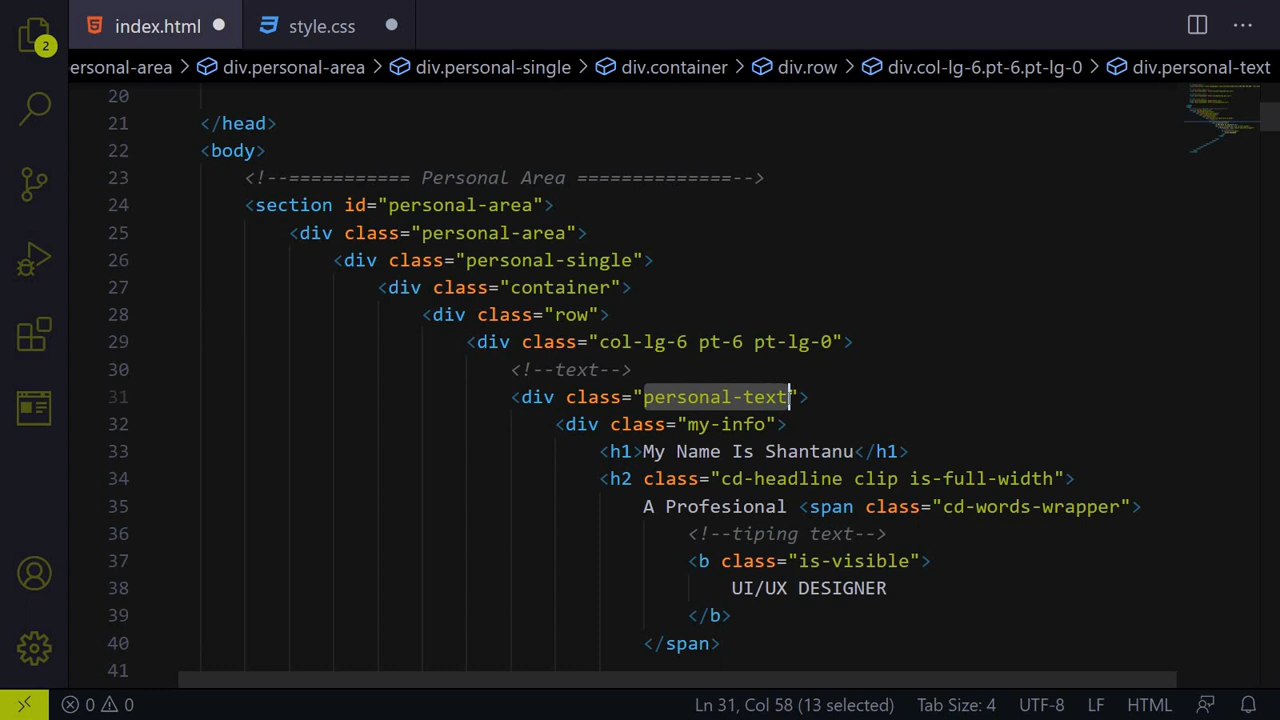 index.html
style.css
ersonal-area > div.personal-area > div.personal-single > div.container > div.row > div.col-lg-6.pt-6.pt-lg-0 > div.personal-text
2
20
21 </head>
22 <body>
23 <!--=========== Personal Area ==============-->
24 <section id="personal-area">
25 <div class="personal-area">
26 <div class="personal-single">
27 <div class="container">
28 <div class="row">
29 <div class="col-lg-6 pt-6 pt-lg-0">
30 <!--text-->
31 <div class="personal-text">
32 <div class="my-info">
33 <h1>My Name Is Shantanu</h1>
34 <h2 class="cd-headline clip is-full-width">
35 A Profesional <span class="cd-words-wrapper">
36 <!--tiping text-->
37 <b class="is-visible">
38 UI/UX DESIGNER
39 </b>
40 </span>
41
0 0 Ln 31, Col 58 (13 selected) Tab Size: 4 UTF-8 LF HTML